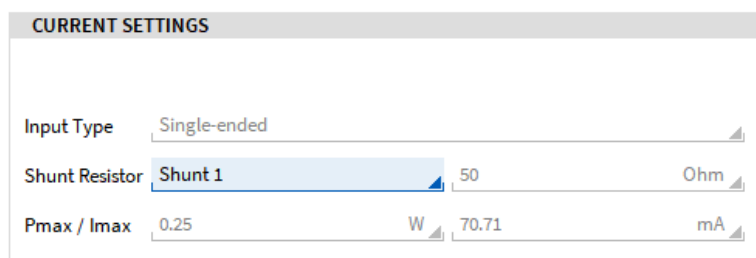 CURRENT SETTINGS
Input Type Single-ended
Shunt Resistor Shunt 1 50 Ohm
Pmax / Imax 0.25 W 70.71 mA